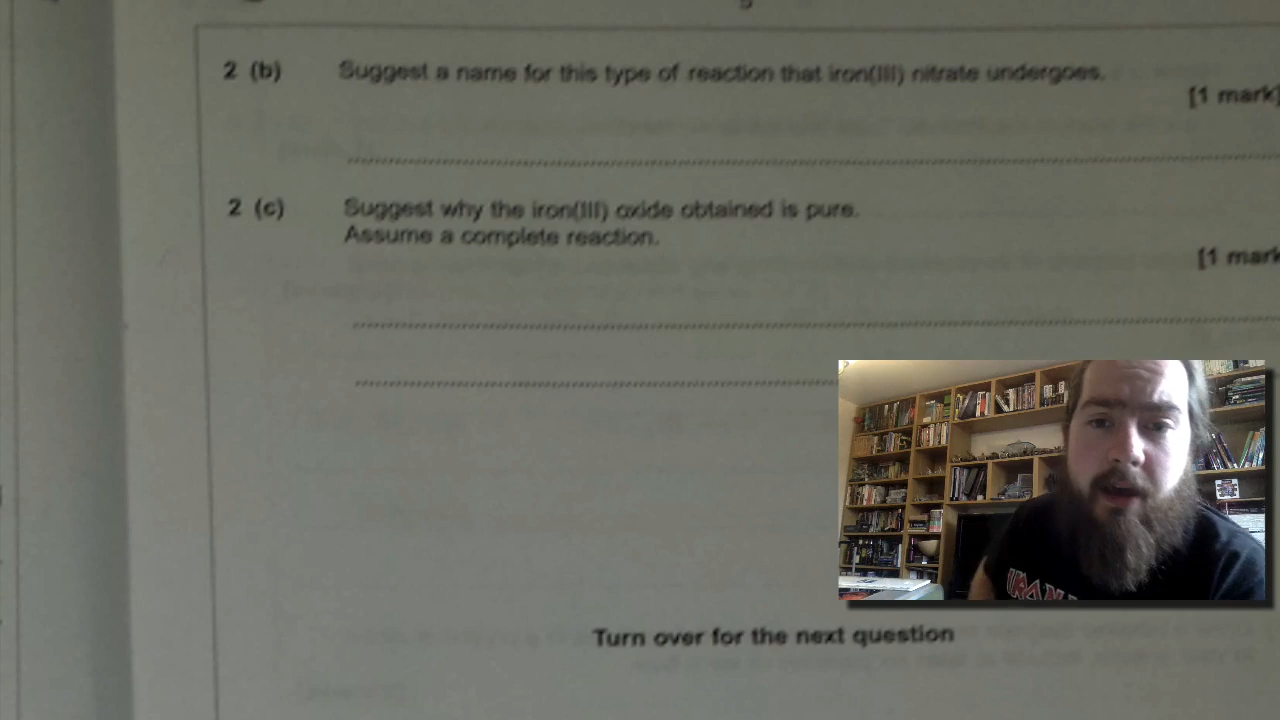 2 (b) Suggest a name for this type of reaction that iron(III) nitrate undergoes.
[1 mark]
2 (c) Suggest why the iron(III) oxide obtained is pure.
Assume a complete reaction.
[1 mark
IRON
Turn over for the next question